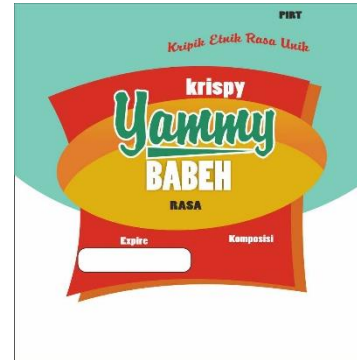 PIRT
Kripik Etnik Rasa Unik
krispy
Yammy
BABEH
RASA
Expire Komposisi